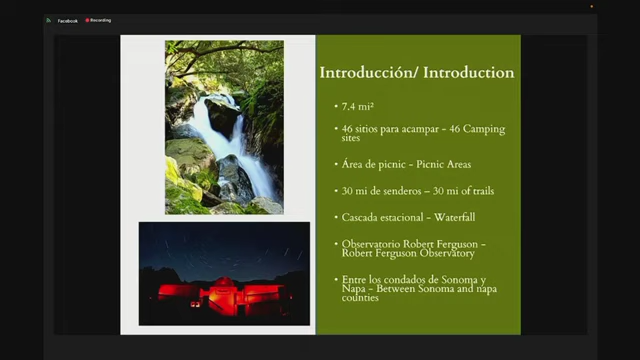 Facebook
Recording
Introducción/ Introduction
• 7.4 mi²
• 46 sitios para acampar - 46 Camping
sites
• Área de picnic - Picnic Areas
• 30 mi de senderos – 30 mi of trails
• Cascada estacional - Waterfall
• Observatorio Robert Ferguson -
Robert Ferguson Observatory
• Entre los condados de Sonoma y
Napa - Between Sonoma and napa
counties